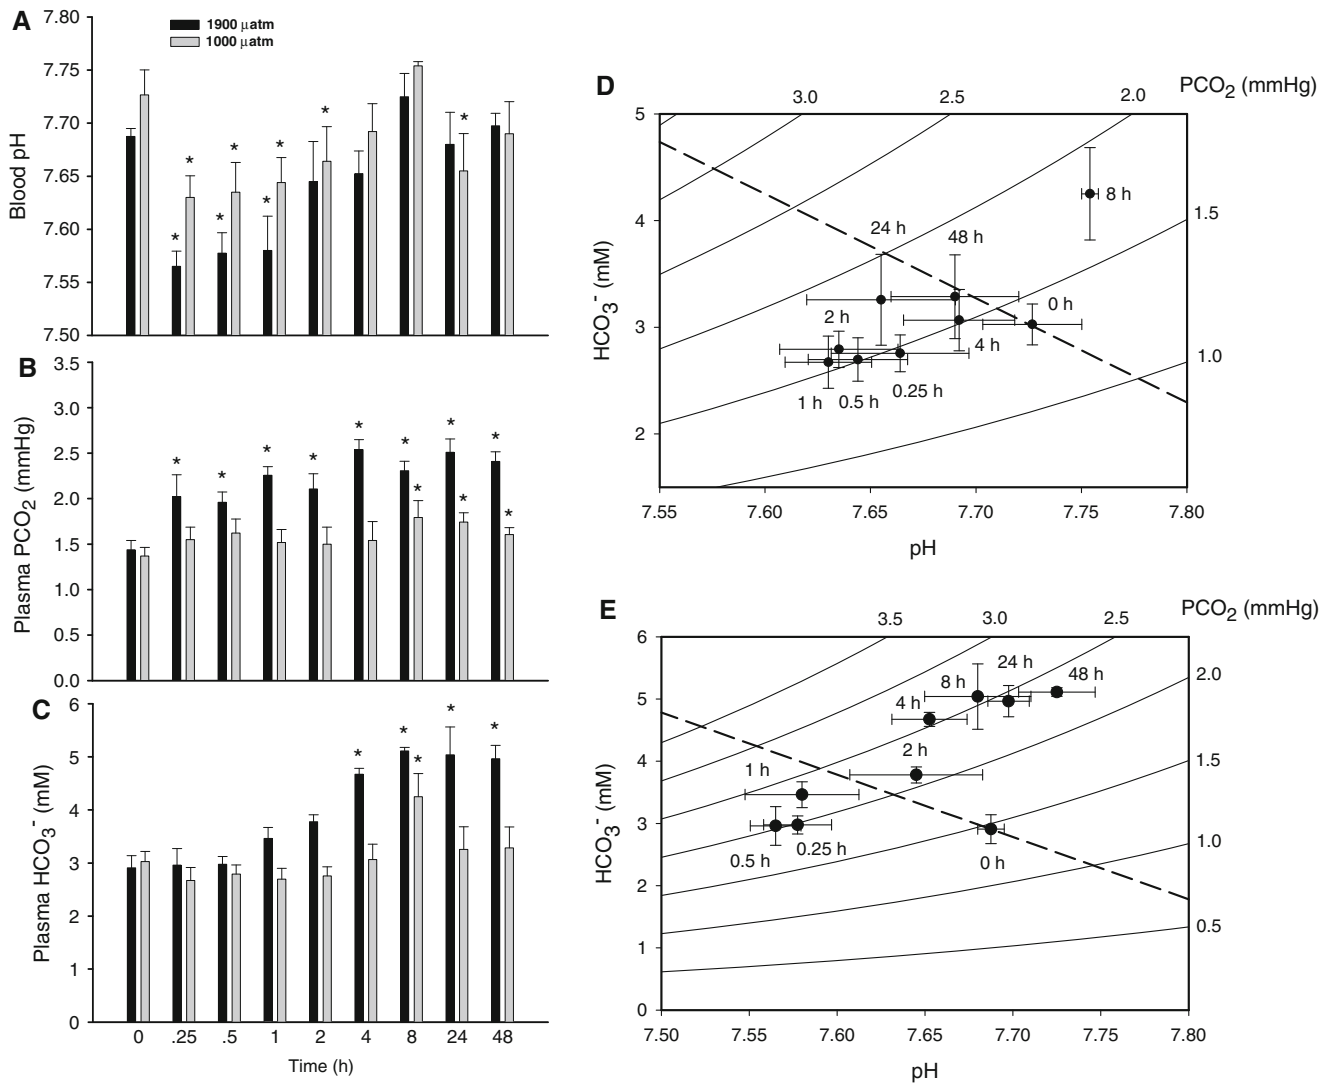 A
7.80
7.75
7.70
7.65
7.60
7.55
7.50
Blood pH
1900 μatm
1000 μatm
* * * * * * * * *
B
3.5
3.0
2.5
2.0
1.5
1.0
0.5
0.0
Plasma PCO2 (mmHg)
* * * * * * * * * * *
C
6
5
4
3
2
1
0
Plasma HCO3- (mM)
* * * * *
0 .25 .5 1 2 4 8 24 48
Time (h)
D
PCO2 (mmHg)
3.0 2.5 2.0
1.5
1.0
5
4
3
2
HCO3- (mM)
8 h
24 h
48 h
0 h
2 h
4 h
1 h 0.5 h 0.25 h
7.55 7.60 7.65 7.70 7.75 7.80
pH
E
PCO2 (mmHg)
3.5 3.0 2.5
2.0
1.5
1.0
0.5
6
5
4
3
2
1
0
HCO3- (mM)
24 h
48 h
8 h
4 h
2 h
1 h
0.5 h 0.25 h
0 h
7.50 7.55 7.60 7.65 7.70 7.75 7.80
pH